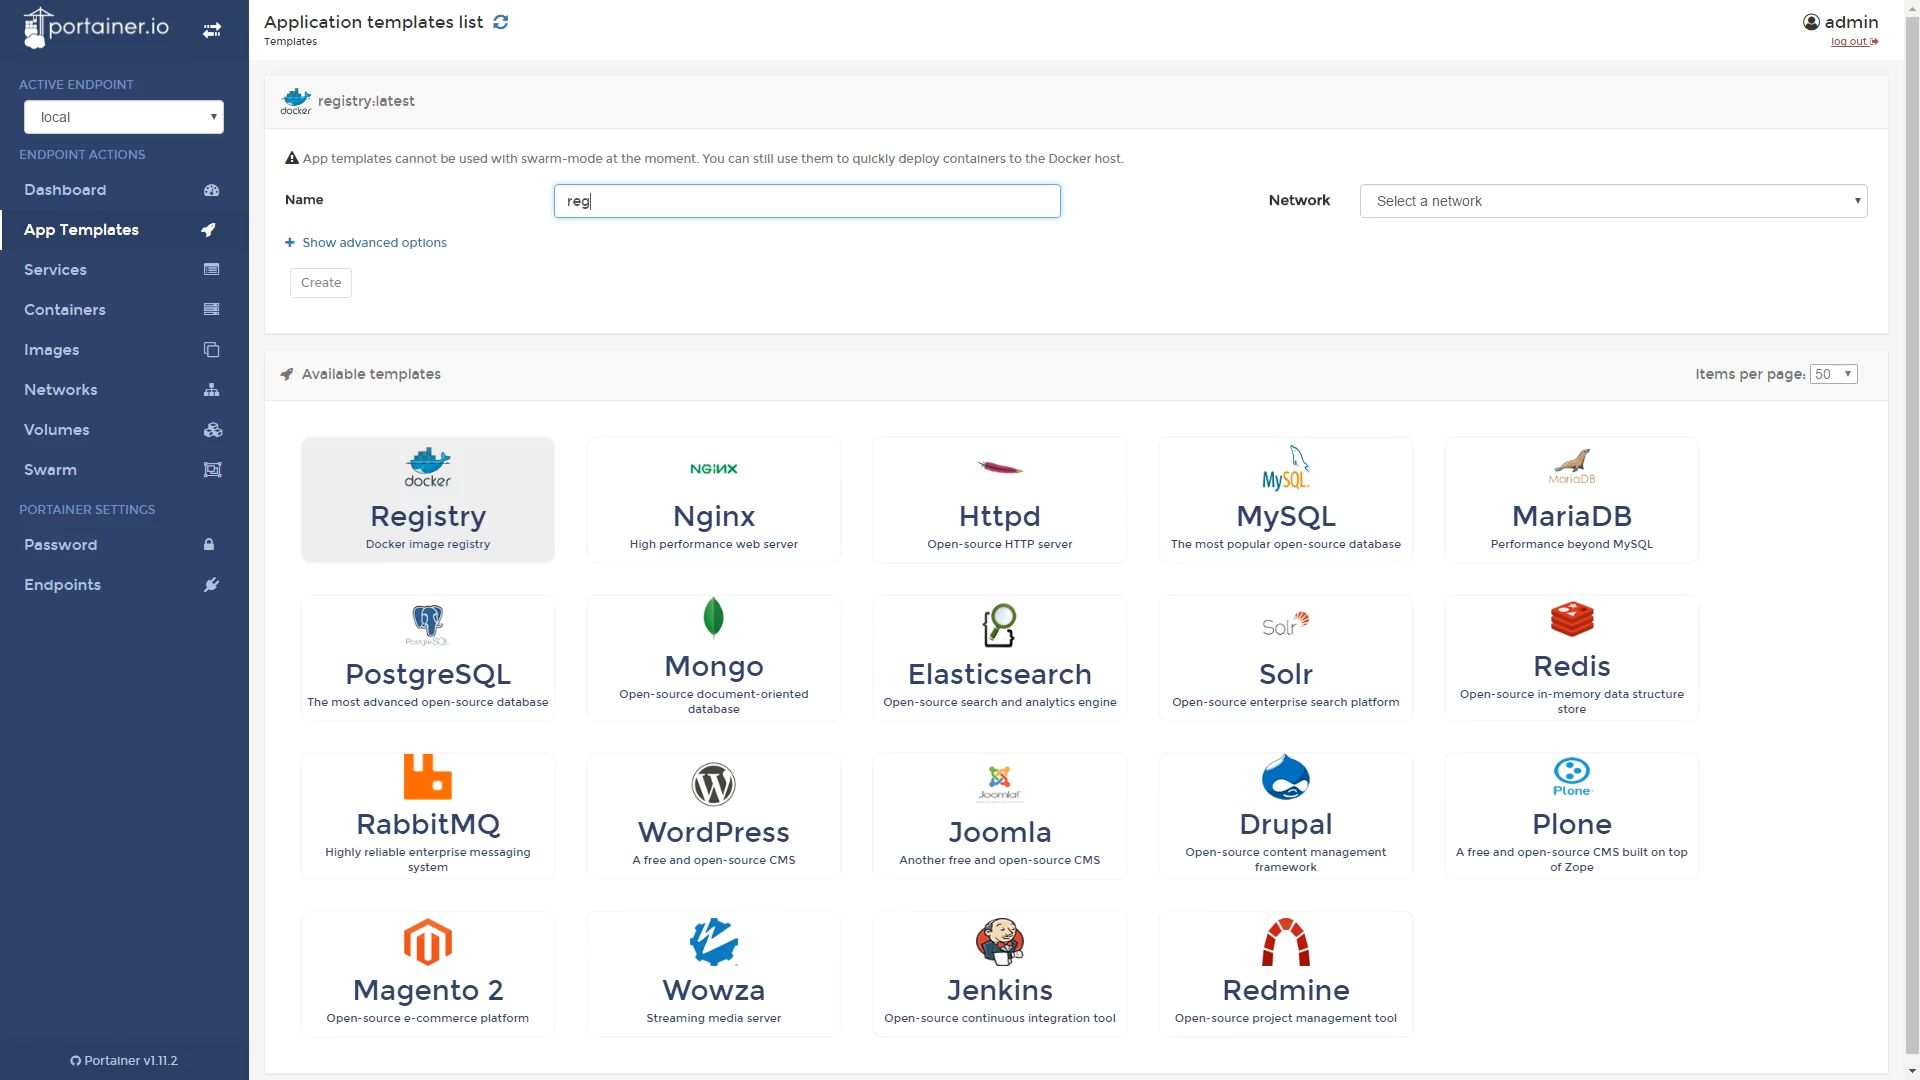 portainer.io
Application templates list
admin
Templates
log out
ACTIVE ENDPOINT
local
ENDPOINT ACTIONS
Dashboard
App Templates
Services
Containers
Images
Networks
Volumes
Swarm
PORTAINER SETTINGS
Password
Endpoints
Portainer v1.11.2
docker
registry:latest
App templates cannot be used with swarm-mode at the moment. You can still use them to quickly deploy containers to the Docker host.
Name
reg
Network
Select a network
Show advanced options
Create
Available templates
Items per page: 50
docker
Registry
Docker image registry
NGiNX
Nginx
High performance web server
Httpd
Open-source HTTP server
MySQL
MySQL
The most popular open-source database
MariaDB
MariaDB
Performance beyond MySQL
PostgreSQL
PostgreSQL
The most advanced open-source database
Mongo
Open-source document-oriented
database
Elasticsearch
Open-source search and analytics engine
Solr
Solr
Open-source enterprise search platform
Redis
Open-source in-memory data structure
store
RabbitMQ
Highly reliable enterprise messaging
system
WordPress
A free and open-source CMS
Joomla!
Joomla
Another free and open-source CMS
Drupal
Open-source content management
framework
Plone
Plone
A free and open-source CMS built on top
of Zope
Magento 2
Open-source e-commerce platform
Wowza
Streaming media server
Jenkins
Open-source continuous integration tool
Redmine
Open-source project management tool